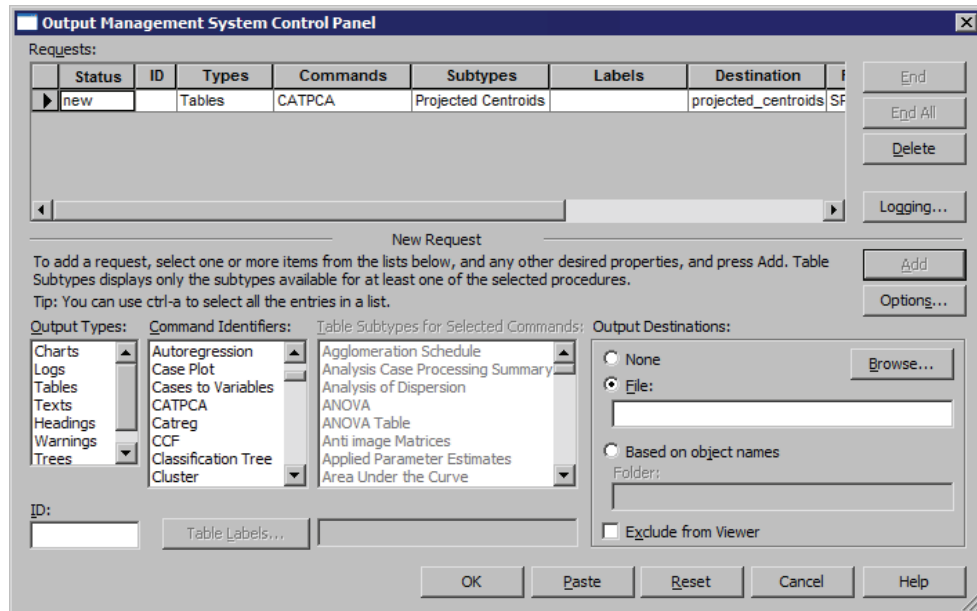 Output Management System Control Panel
Requests:
Status ID Types Commands Subtypes Labels Destination
new Tables CATPCA Projected Centroids projected_centroids SP
End
End All
Delete
Logging...
New Request
To add a request, select one or more items from the lists below, and any other desired properties, and press Add. Table
Subtypes displays only the subtypes available for at least one of the selected procedures.
Tip: You can use ctrl-a to select all the entries in a list.
Add
Options...
Output Types: Command Identifiers: Table Subtypes for Selected Commands: Output Destinations:
Charts
Logs
Tables
Texts
Headings
Warnings
Trees
Autoregression
Case Plot
Cases to Variables
CATPCA
Catreg
CCF
Classification Tree
Cluster
Agglomeration Schedule
Analysis Case Processing Summary
Analysis of Dispersion
ANOVA
ANOVA Table
Anti image Matrices
Applied Parameter Estimates
Area Under the Curve
None
Browse...
File:
Based on object names
Folder:
Exclude from Viewer
ID:
Table Labels...
OK Paste Reset Cancel Help